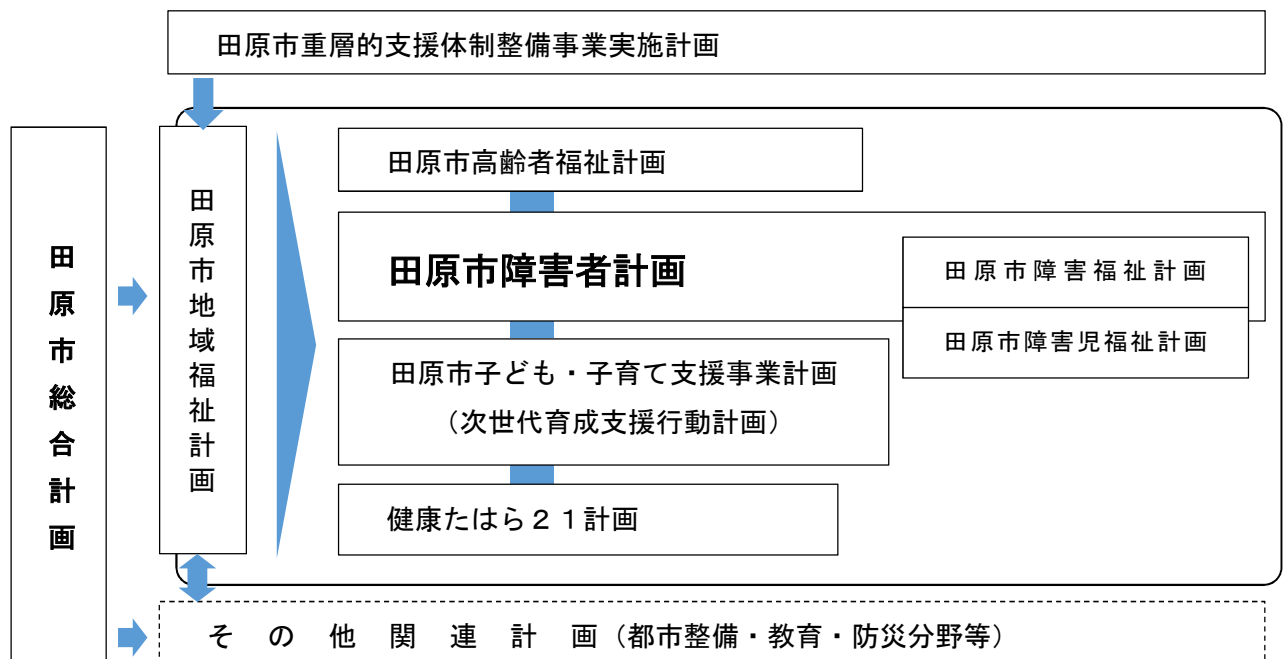 田原市重層的支援体制整備事業実施計画
田原市総合計画
田原市地域福祉計画
田原市高齢者福祉計画
田原市障害者計画
田原市障害福祉計画
田原市障害児福祉計画
田原市子ども・子育て支援事業計画
（次世代育成支援行動計画）
健康たはら２１計画
その他関連計画（都市整備・教育・防災分野等）